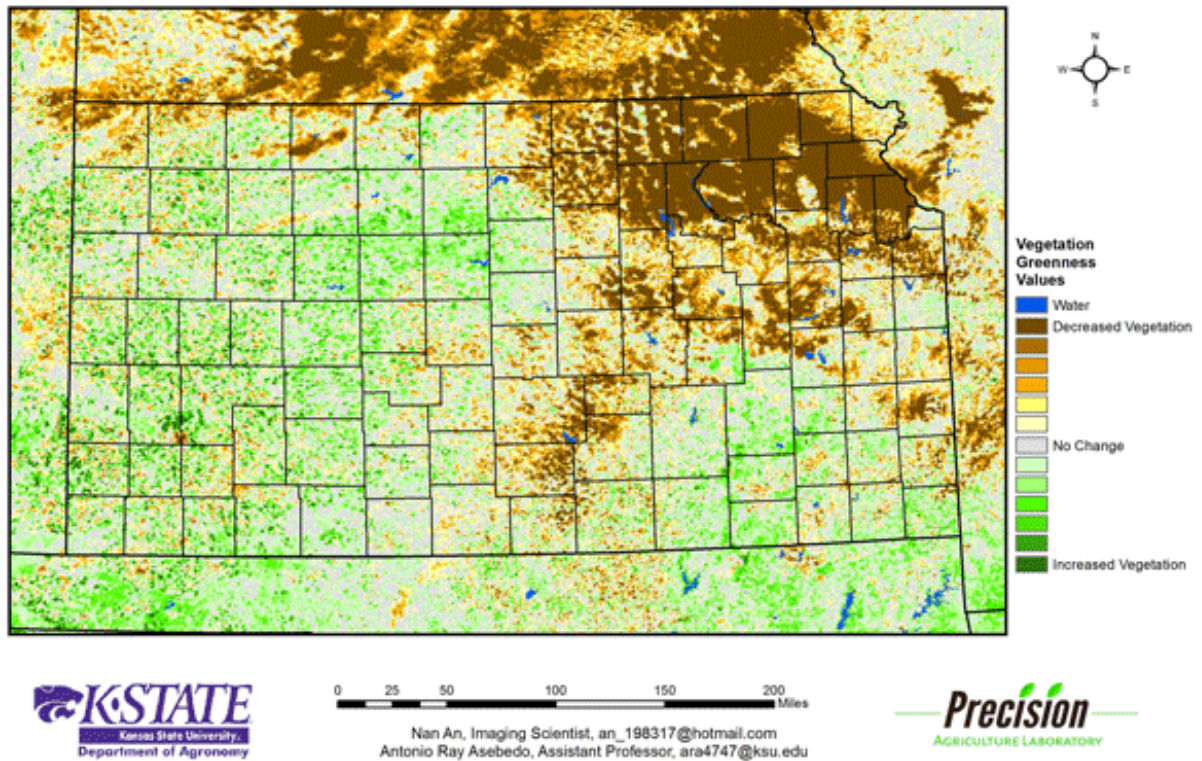 N
W E
S
Vegetation
Greenness
Values
Water
Decreased Vegetation
No Change
Increased Vegetation
K-STATE
Kansas State University.
Department of Agronomy
0 25 50 100 150 200
Miles
Nan An, Imaging Scientist, an_198317@hotmail.com
Antonio Ray Asebedo, Assistant Professor, ara4747@ksu.edu
Precision
AGRICULTURE LABORATORY